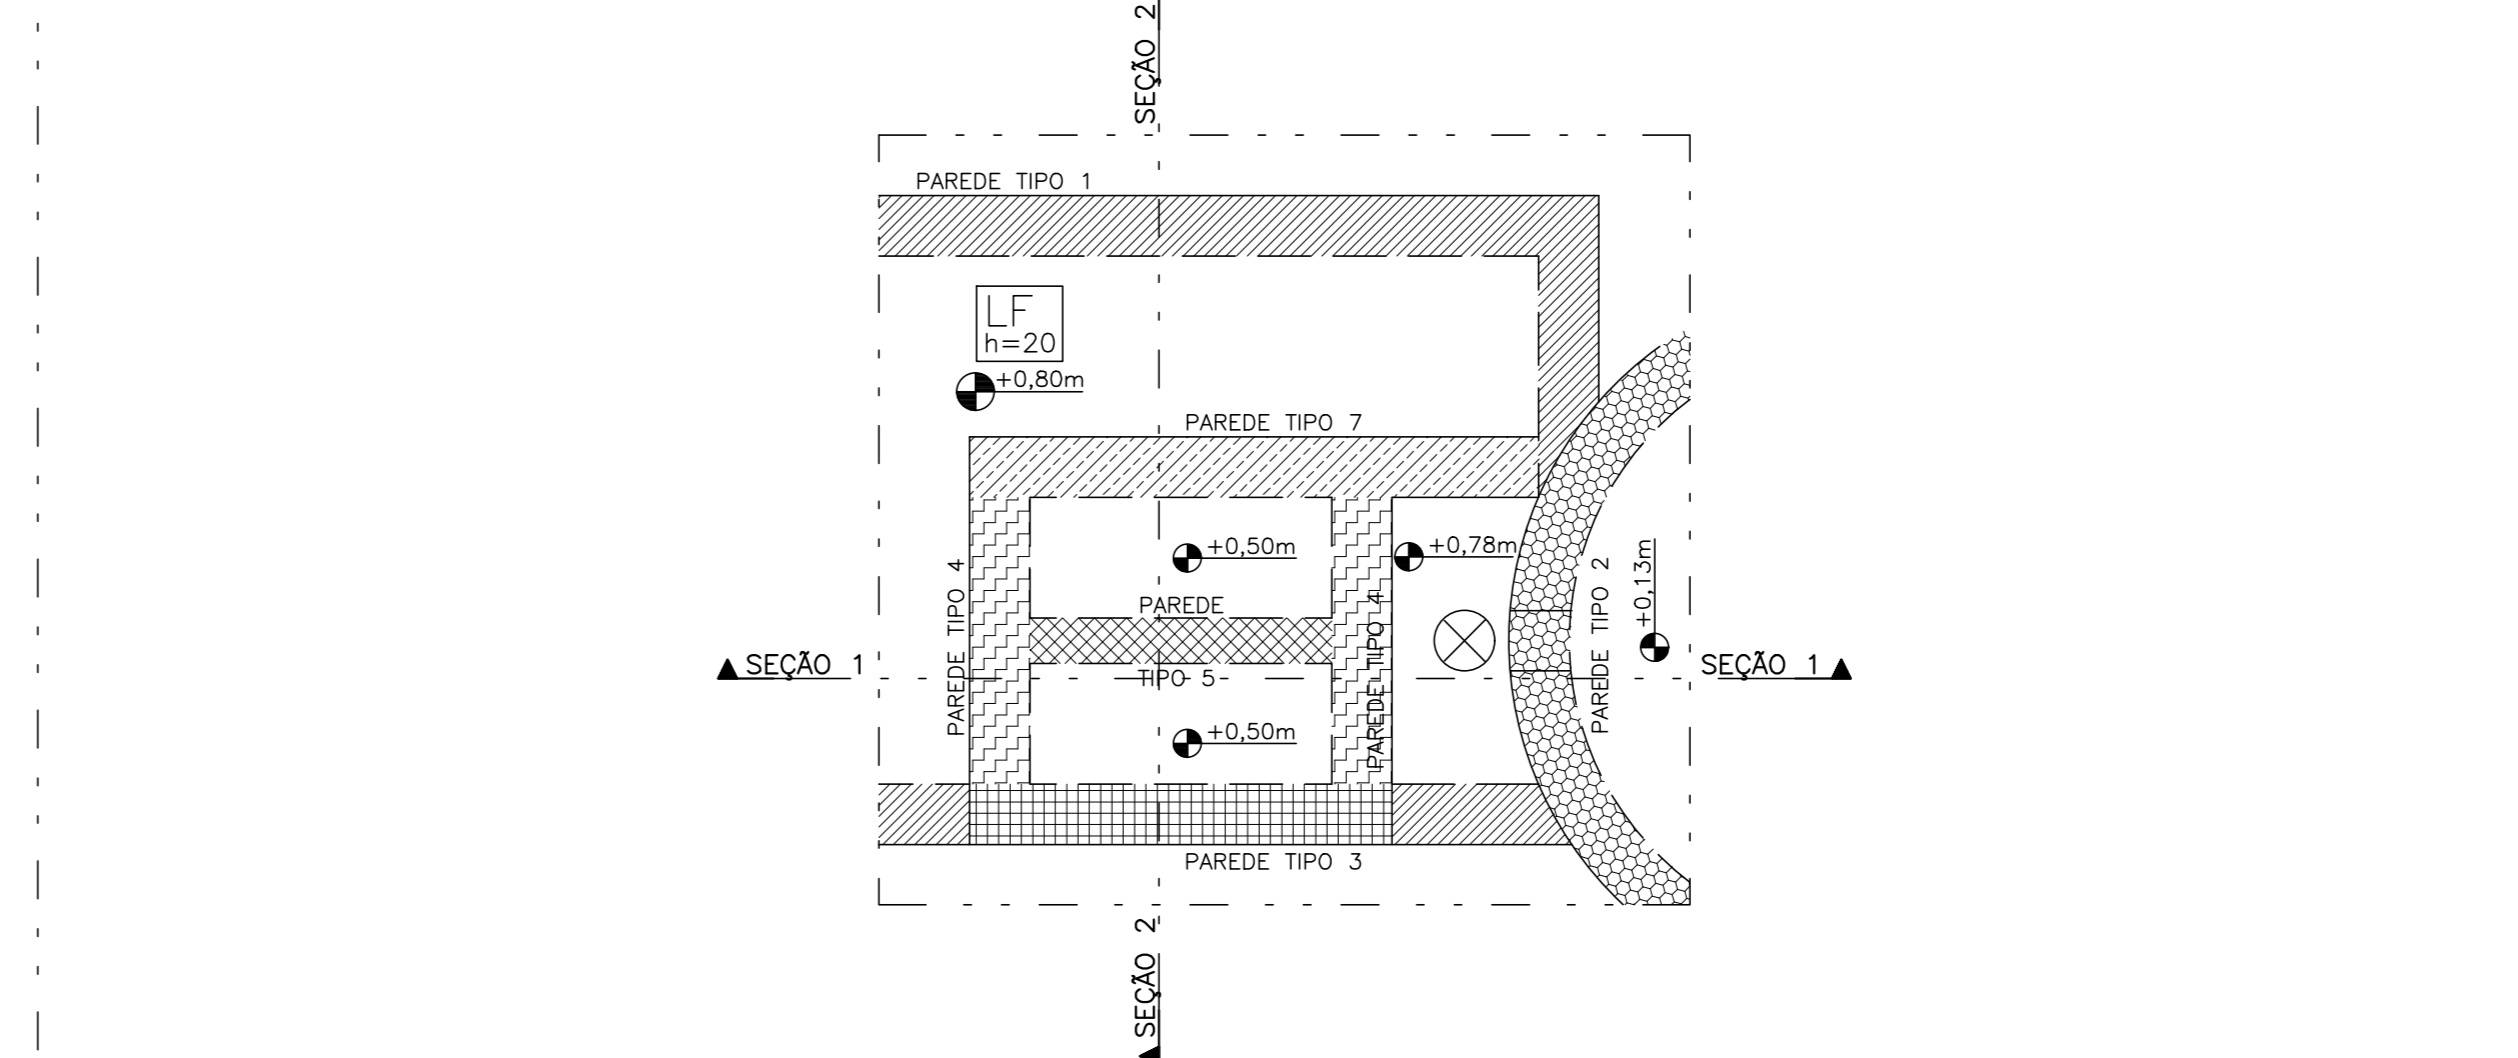 SEÇÃO 2
PAREDE TIPO 1
LF
h=20
+0,80m
PAREDE TIPO 7
+0,50m
+0,78m
+0,13m
PAREDE TIPO 4
PAREDE
TIPO 5
PAREDE TIPO 4
PAREDE TIPO 2
SEÇÃO 1
SEÇÃO 1
+0,50m
PAREDE TIPO 3
SEÇÃO 2